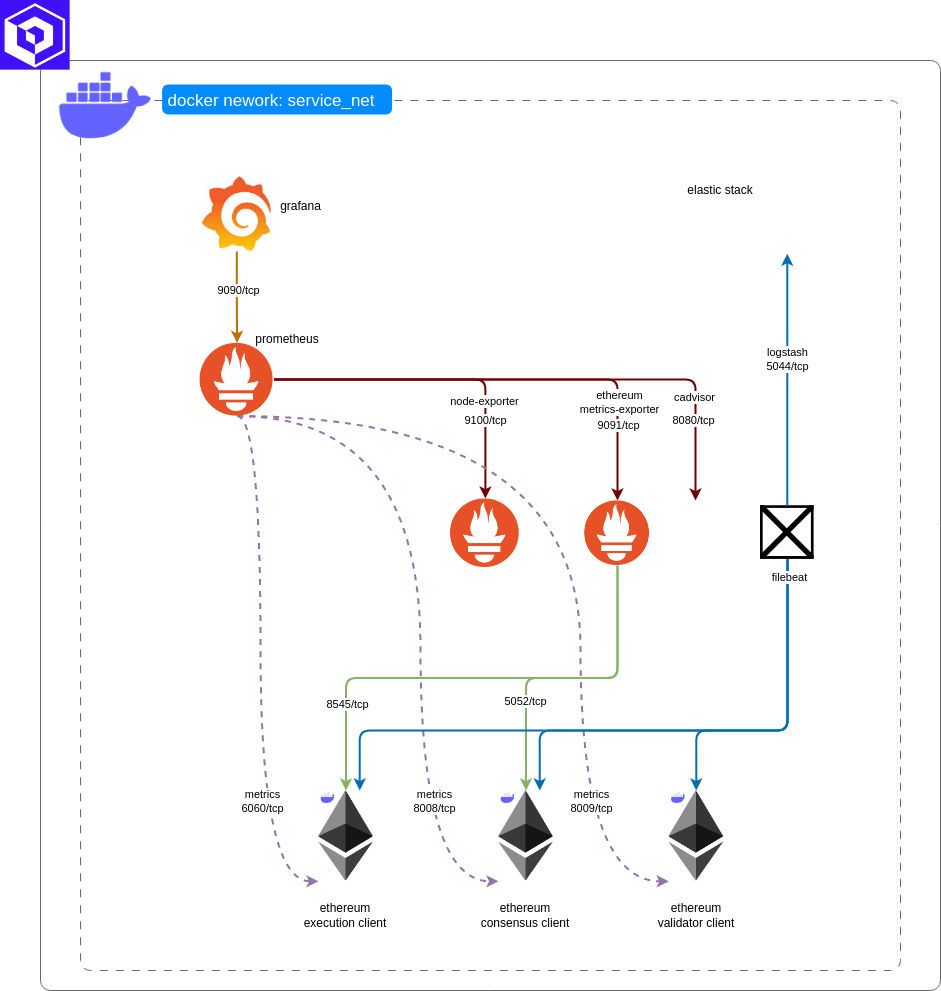 docker nework: service_net
grafana
elastic stack
9090/tcp
prometheus
logstash
5044/tcp
node-exporter
9100/tcp
ethereum
metrics-exporter
9091/tcp
cadvisor
8080/tcp
filebeat
8545/tcp
5052/tcp
metrics
6060/tcp
metrics
8008/tcp
metrics
8009/tcp
ethereum
execution client
ethereum
consensus client
ethereum
validator client